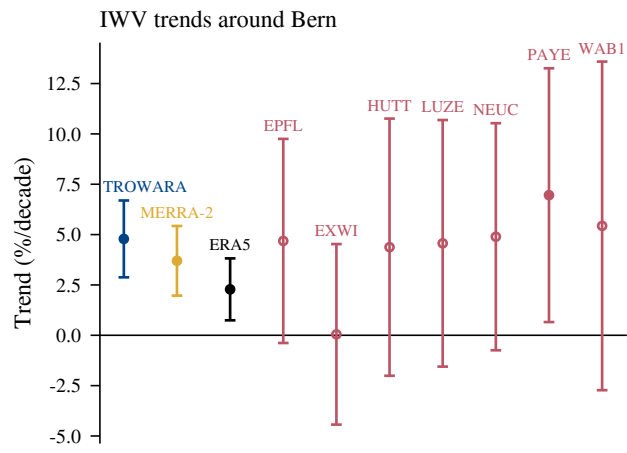 IWV trends around Bern
Trend (%/decade)
12.5
10.0
7.5
5.0
2.5
0.0
-2.5
-5.0
TROWARA
MERRA-2
ERA5
EPFL
EXWI
HUTT
LUZE
NEUC
PAYE
WAB1